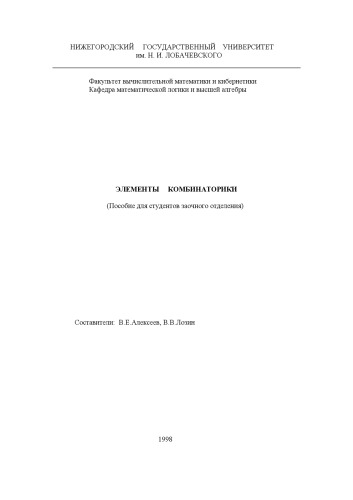 НИЖЕГОРОДСКИЙ ГОСУДАРСТВЕННЫЙ УНИВЕРСИТЕТ
им. Н. И. ЛОБАЧЕВСКОГО
Факультет вычислительной математики и кибернетики
Кафедра математической логики и высшей алгебры
ЭЛЕМЕНТЫ КОМБИНАТОРИКИ
(Пособие для студентов заочного отделения)
Составители: В.Е.Алексеев, В.В.Лозин
1998